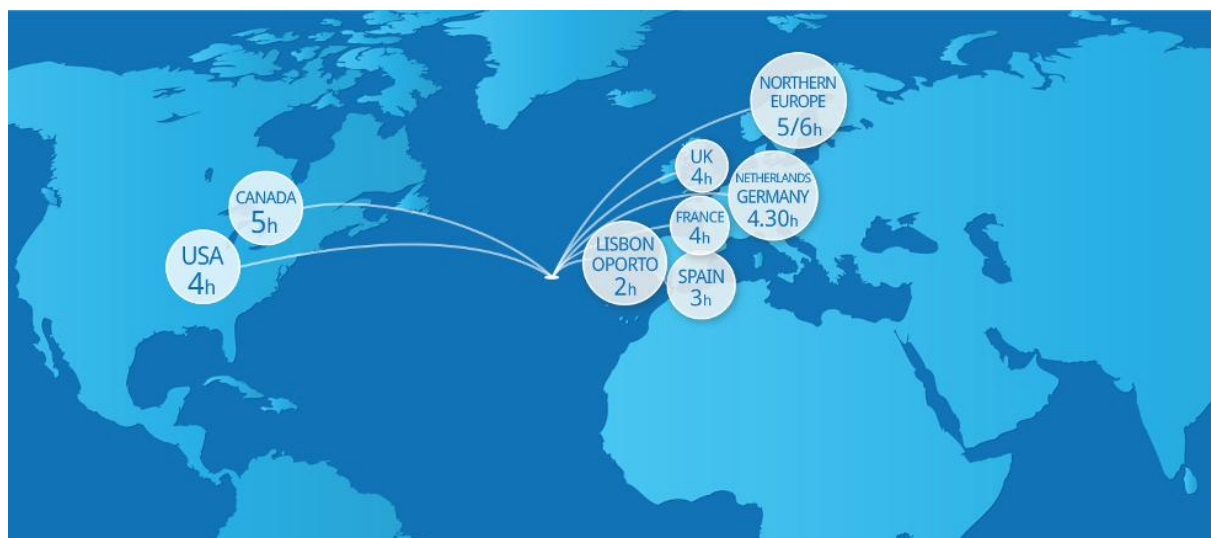 NORTHERN
EUROPE
5/6h
UK
4h
NETHERLANDS
GERMANY
4.30h
CANADA
5h
FRANCE
4h
USA
4h
LISBON
OPORTO
2h
SPAIN
3h